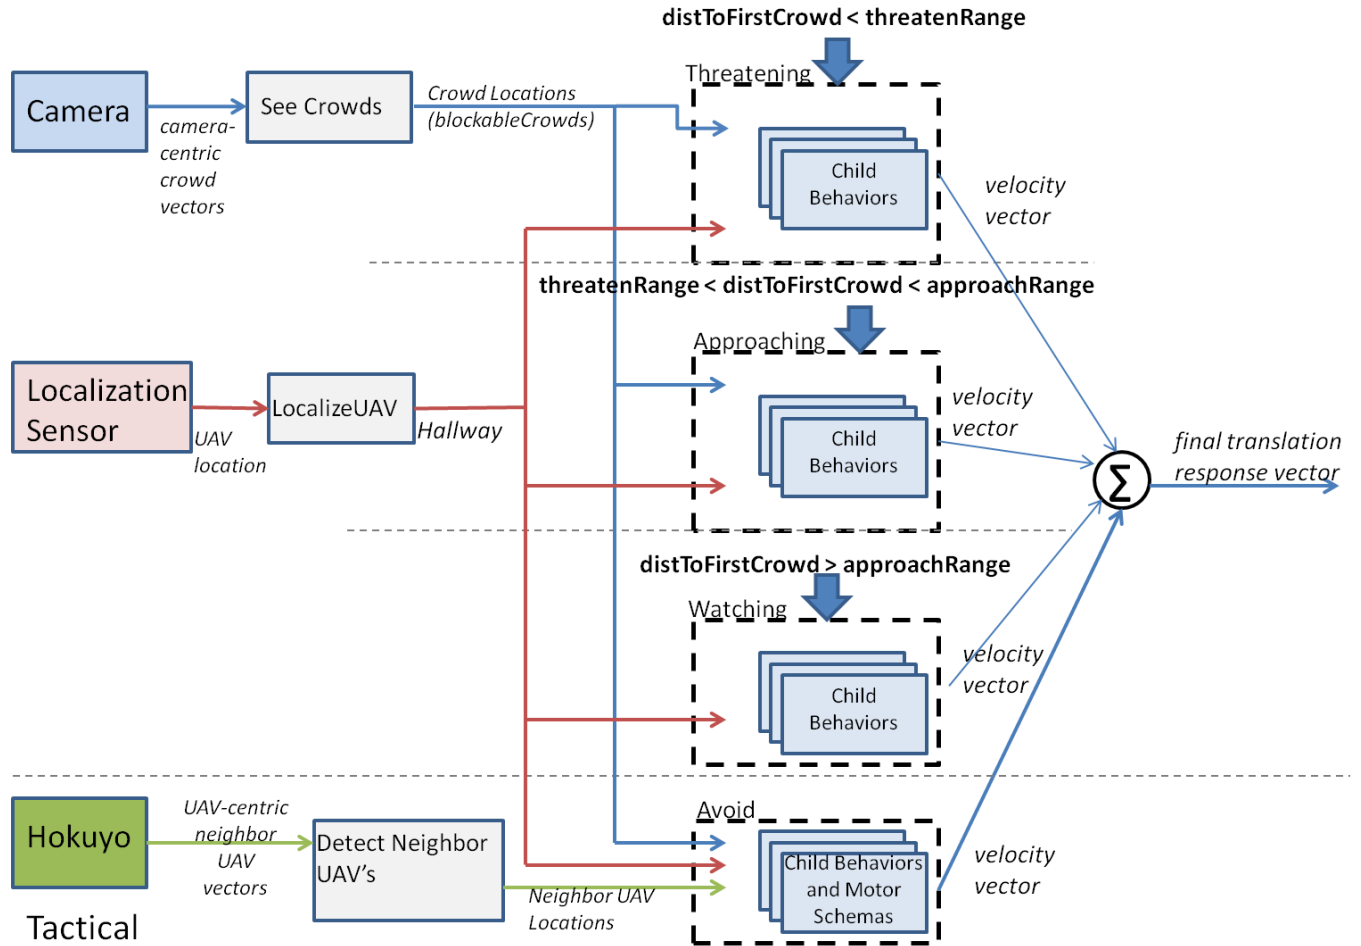 distToFirstCrowd < threatenRange
Threatening
Camera
camera-
centric
crowd
vectors
See Crowds
Crowd Locations
(blockableCrowds)
Child
Behaviors
velocity
vector
threatenRange < distToFirstCrowd < approachRange
Approaching
Localization
Sensor
UAV
location
LocalizeUAV
Hallway
Child
Behaviors
velocity
vector
Σ
final translation
response vector
distToFirstCrowd > approachRange
Watching
Child
Behaviors
velocity
vector
Hokuyo
UAV-centric
neighbor
UAV
vectors
Detect Neighbor
UAV's
Neighbor UAV
Locations
Avoid
Child Behaviors
and Motor
Schemas
velocity
vector
Tactical